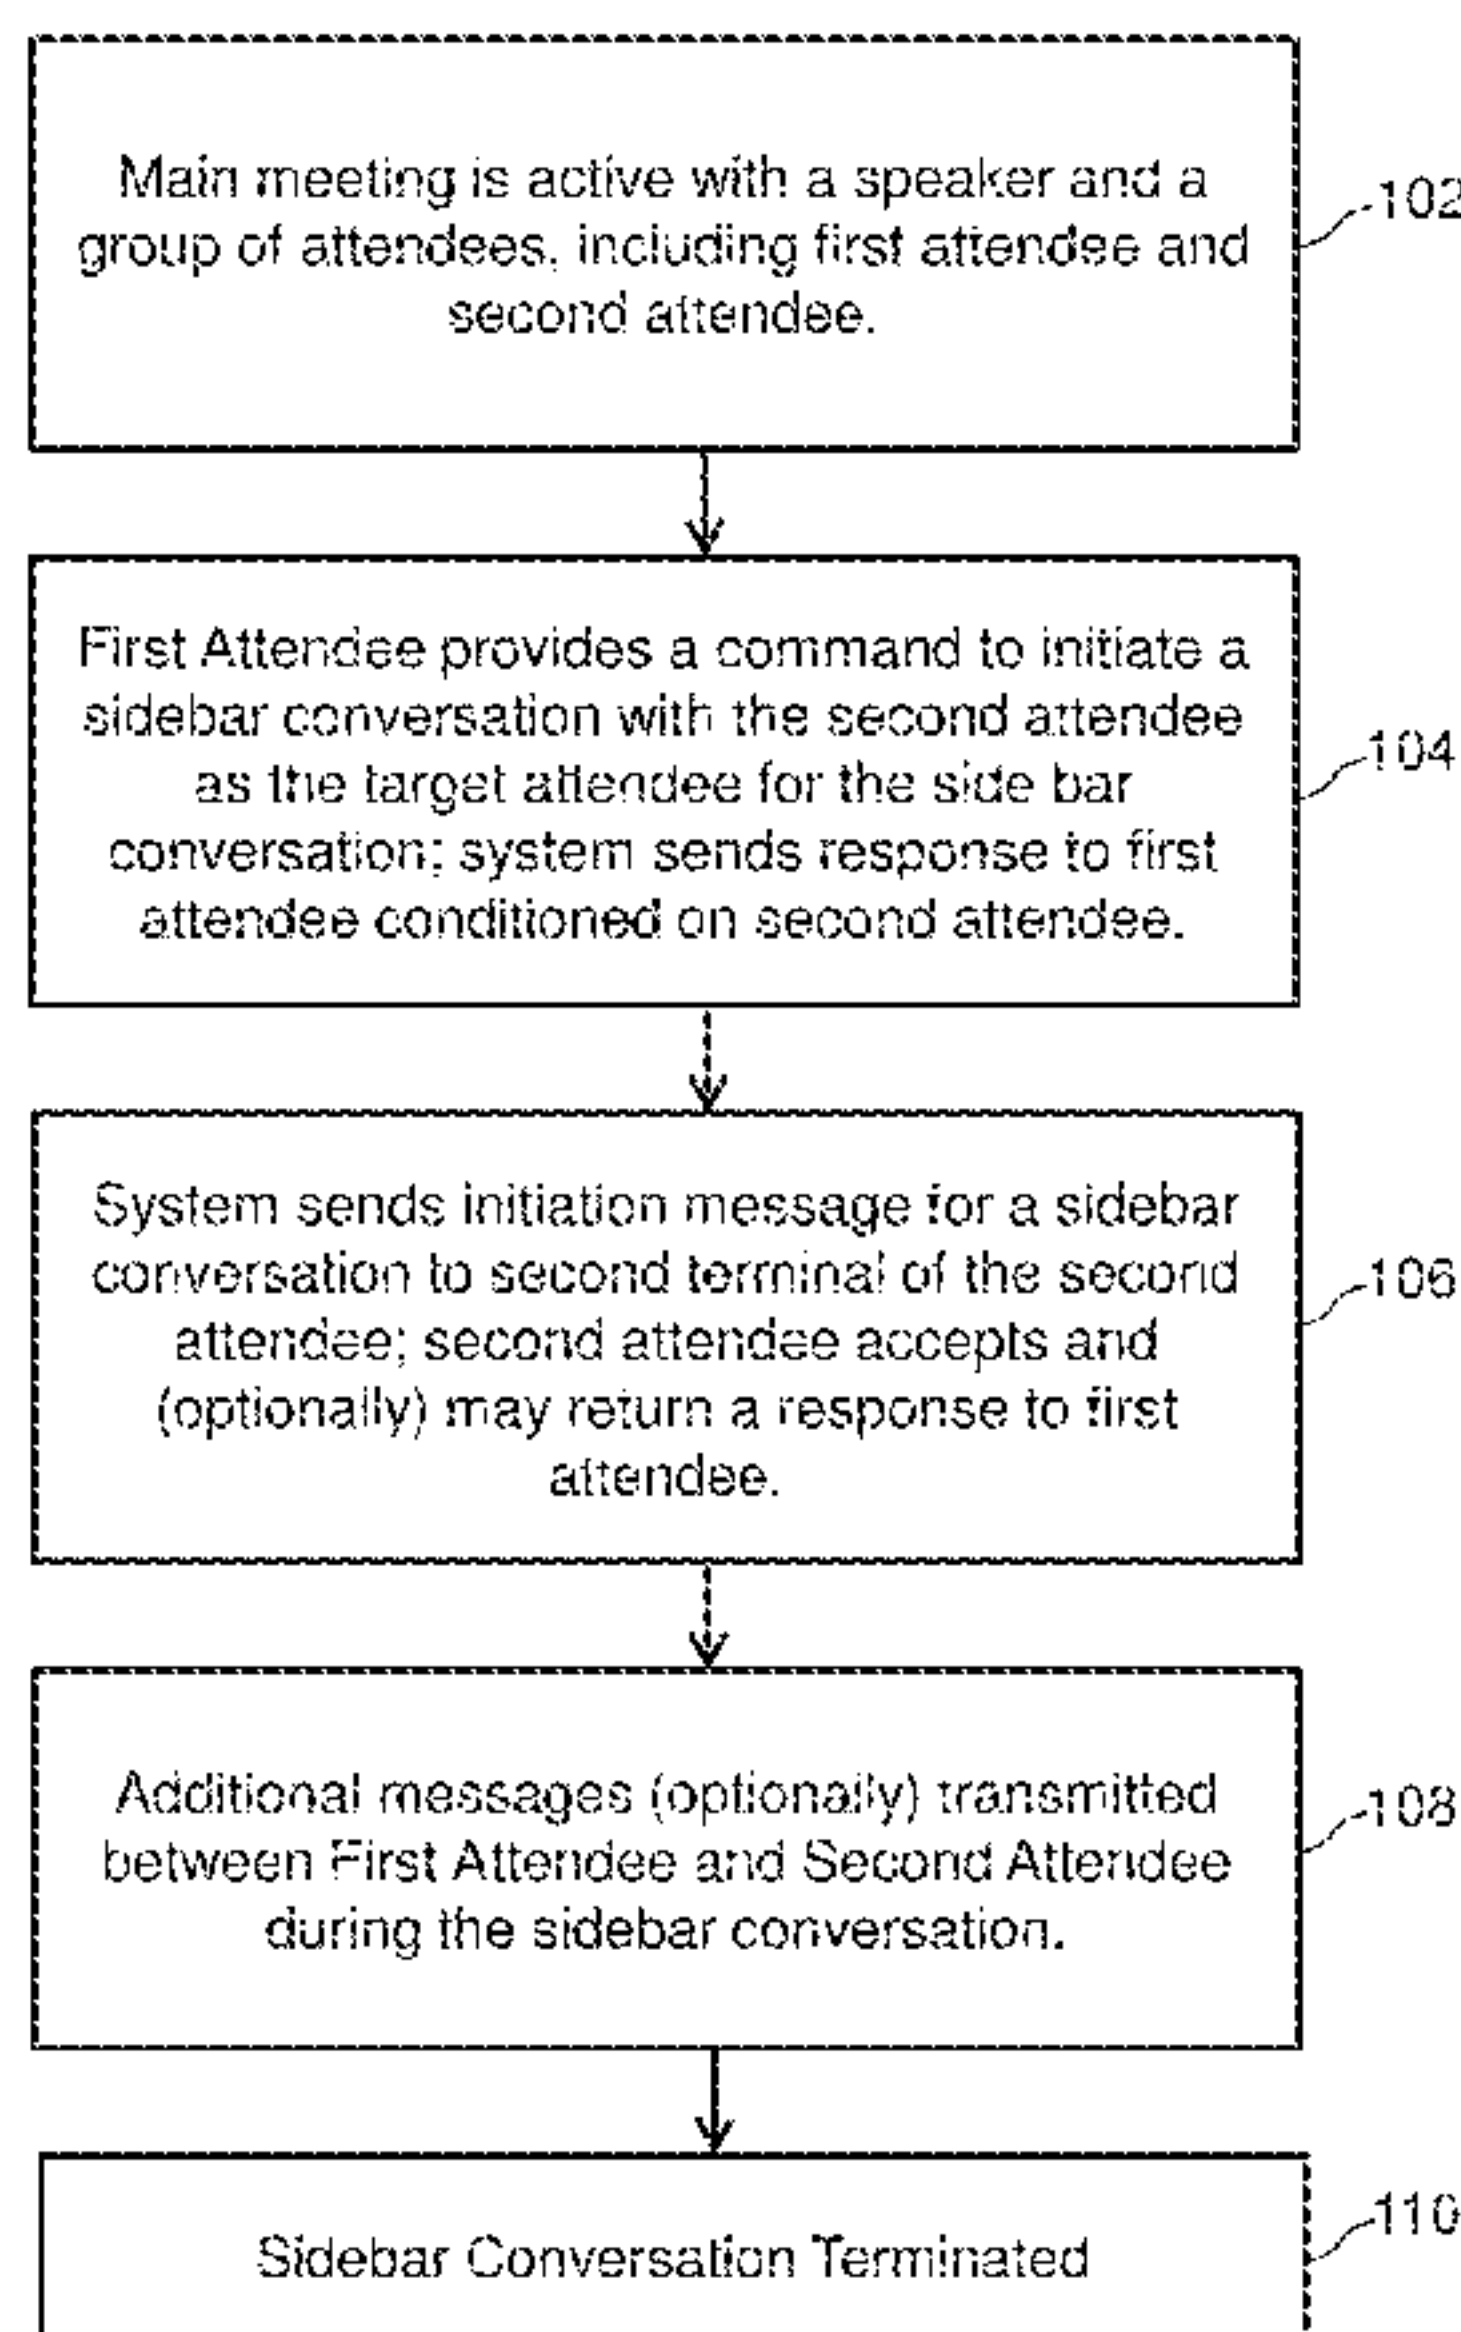 Main meeting is active with a speaker and a
group of attendees, including first attendee and
second attendee.
102
First Attendee provides a command to initiate a
sidebar conversation with the second attendee
as the target attendee for the side bar
conversation; system sends response to first
attendee conditioned on second attendee.
104
System sends initiation message for a sidebar
conversation to second terminal of the second
attendee; second attendee accepts and
(optionally) may return a response to first
attendee.
106
Additional messages (optionally) transmitted
between First Attendee and Second Attendee
during the sidebar conversation.
108
Sidebar Conversation Terminated
110